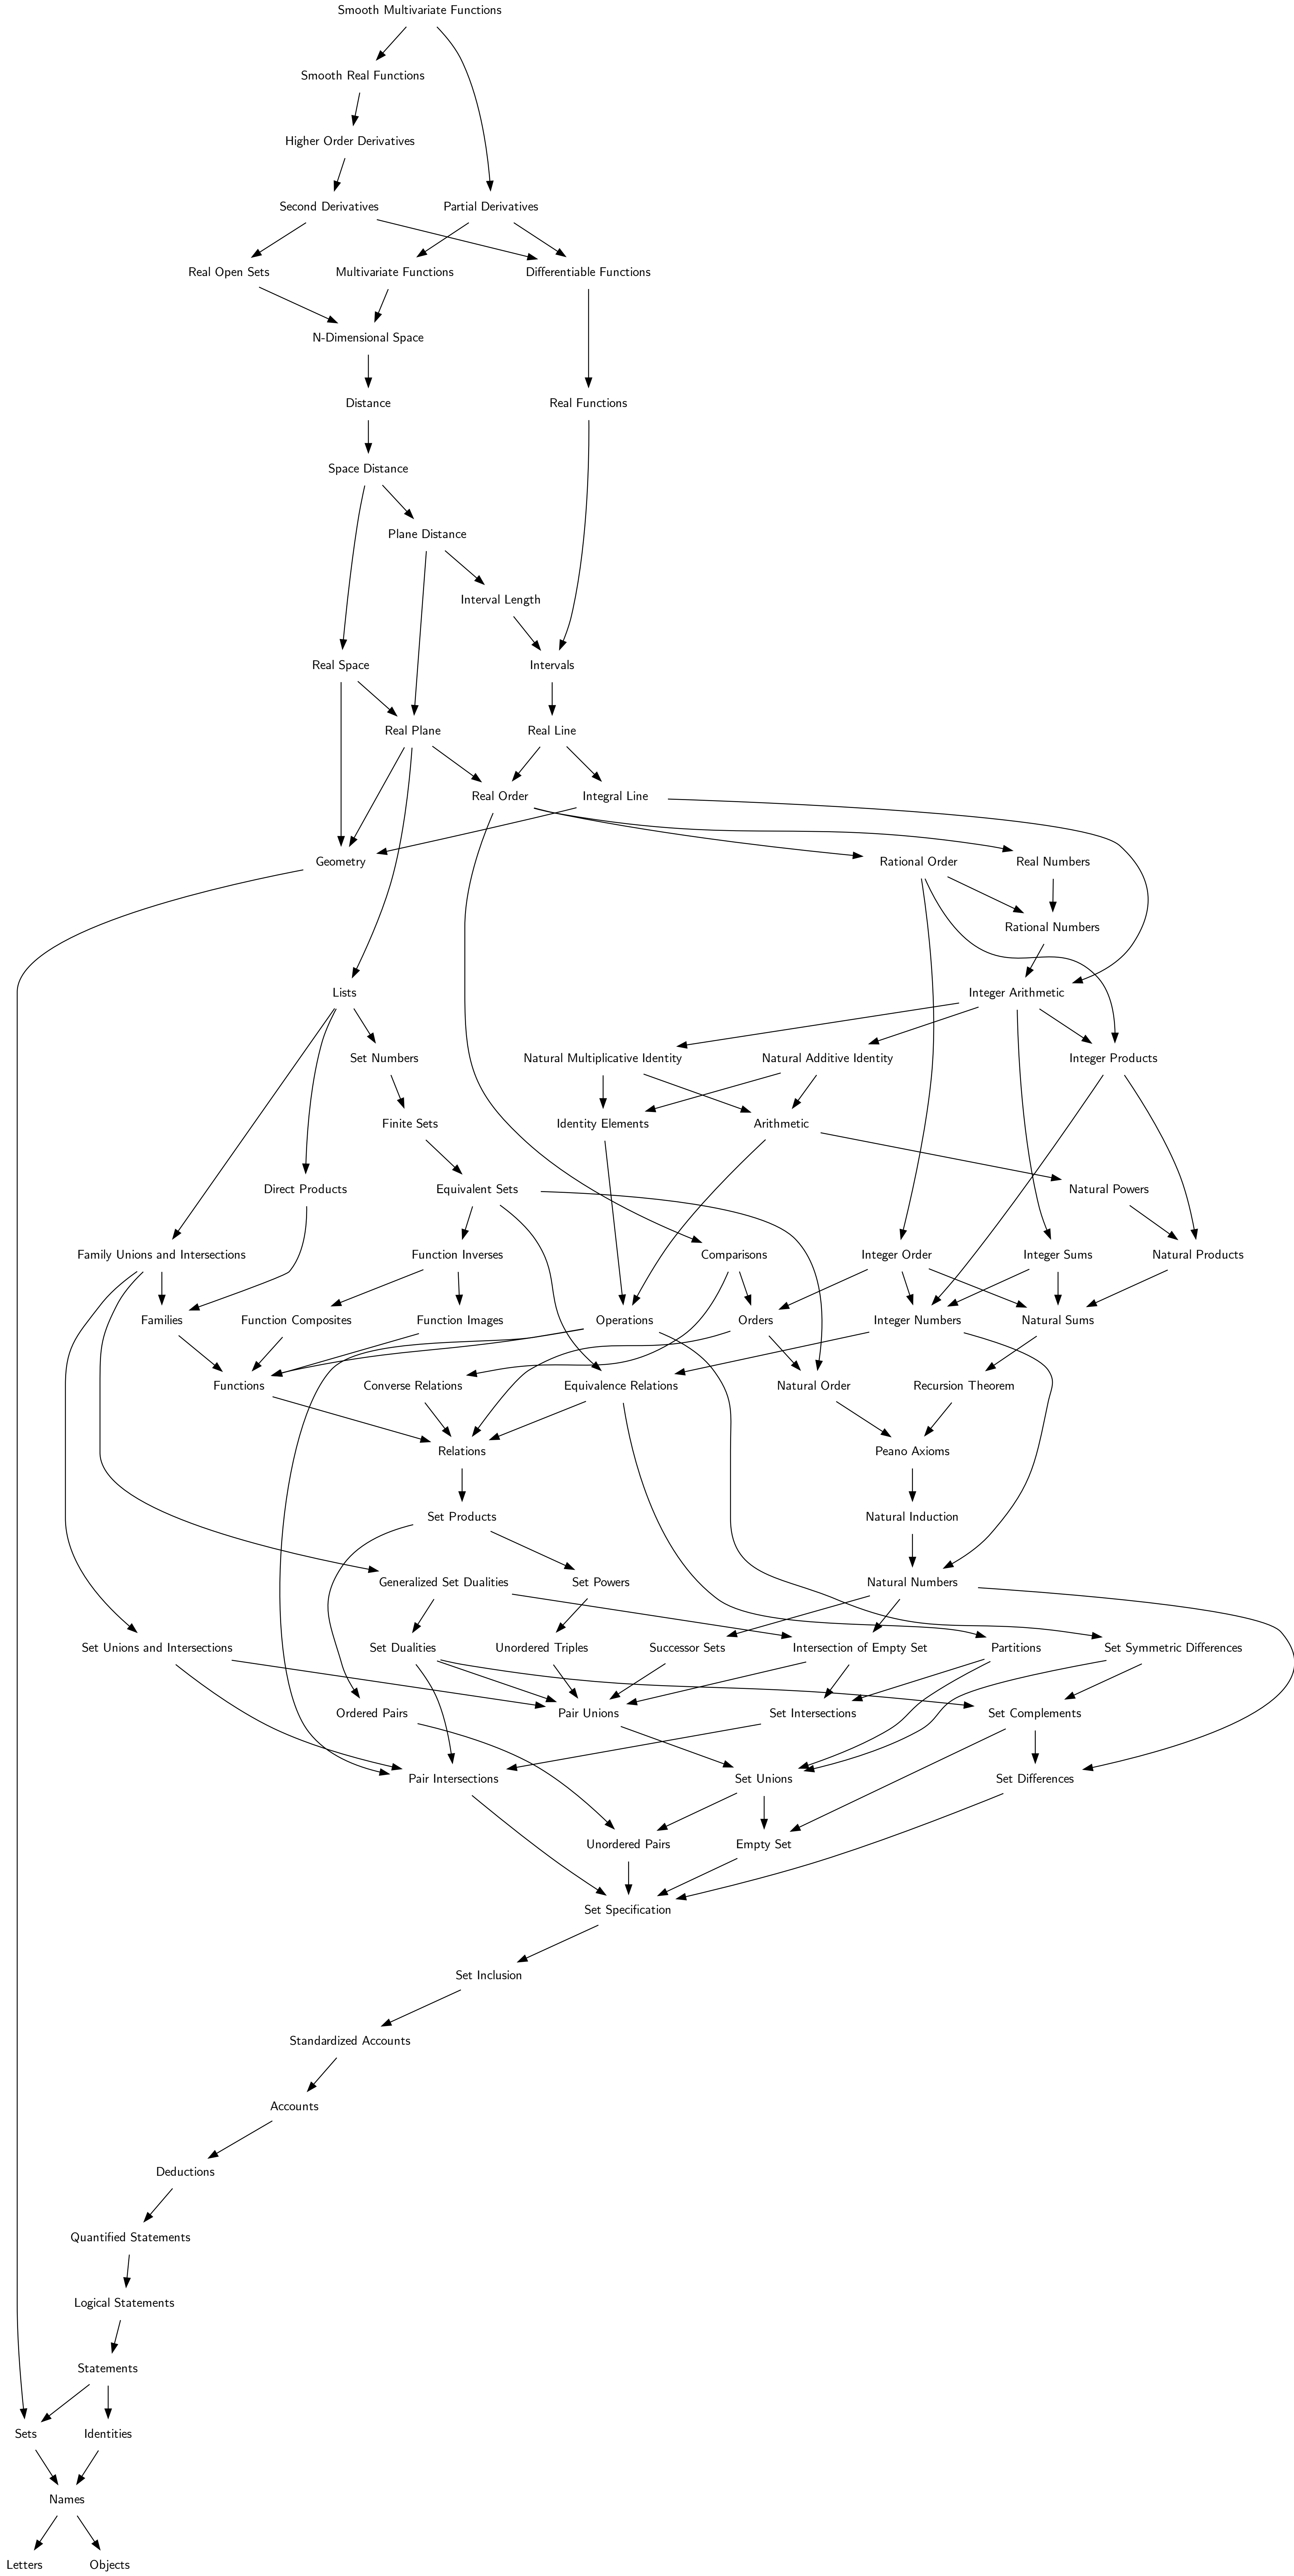 Smooth Multivariate Functions
Smooth Real Functions
Higher Order Derivatives
Second Derivatives
Partial Derivatives
Real Open Sets
Multivariate Functions
Differentiable Functions
N-Dimensional Space
Distance
Real Functions
Space Distance
Plane Distance
Interval Length
Real Space
Intervals
Real Plane
Real Line
Real Order
Integral Line
Geometry
Rational Order
Real Numbers
Rational Numbers
Lists
Integer Arithmetic
Set Numbers
Natural Multiplicative Identity
Natural Additive Identity
Integer Products
Finite Sets
Identity Elements
Arithmetic
Direct Products
Equivalent Sets
Natural Powers
Family Unions and Intersections
Function Inverses
Comparisons
Integer Order
Integer Sums
Natural Products
Families
Function Composites
Function Images
Operations
Orders
Integer Numbers
Natural Sums
Functions
Converse Relations
Equivalence Relations
Natural Order
Recursion Theorem
Relations
Peano Axioms
Set Products
Natural Induction
Generalized Set Dualities
Set Powers
Natural Numbers
Set Unions and Intersections
Set Dualities
Unordered Triples
Successor Sets
Intersection of Empty Set
Partitions
Set Symmetric Differences
Ordered Pairs
Pair Unions
Set Intersections
Set Complements
Pair Intersections
Set Unions
Set Differences
Unordered Pairs
Empty Set
Set Specification
Set Inclusion
Standardized Accounts
Accounts
Deductions
Quantified Statements
Logical Statements
Statements
Sets
Identities
Names
Letters
Objects